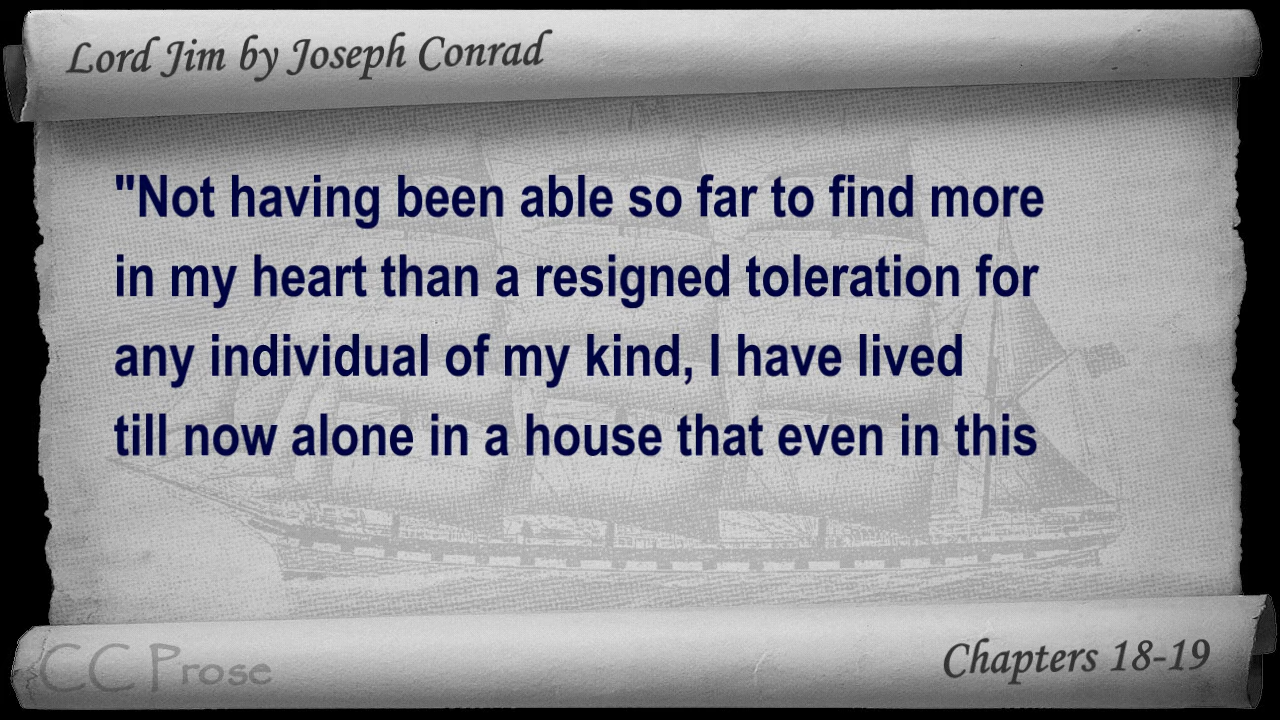 Lord Jim by Joseph Conrad
"Not having been able so far to find more
in my heart than a resigned toleration for
any individual of my kind, I have lived
till now alone in a house that even in this
CC Prose
Chapters 18-19